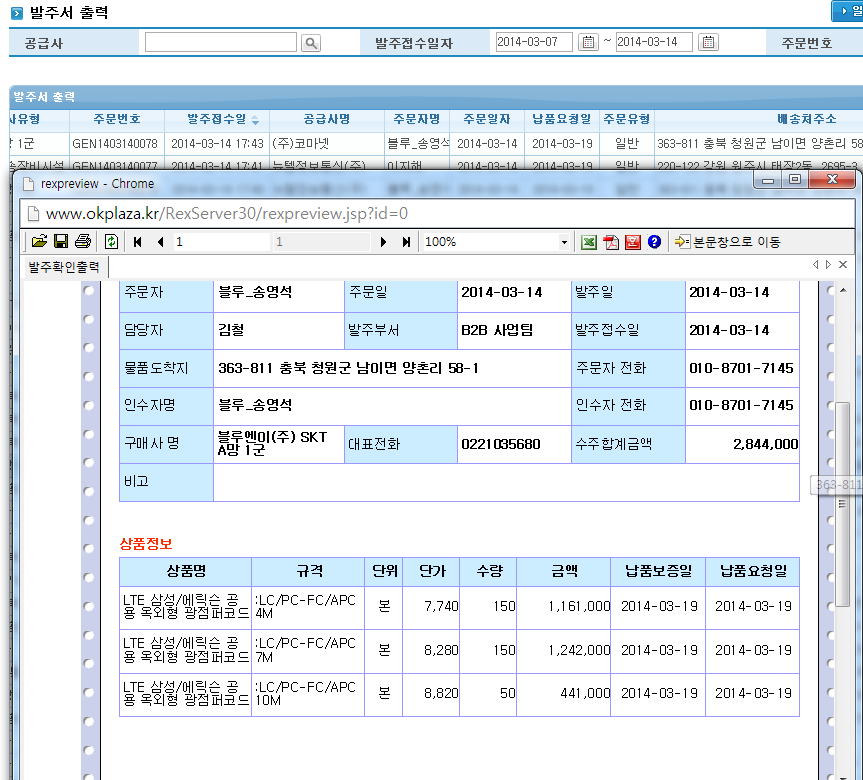 발주서 출력
공급사 발주접수일자 2014-03-07 ~ 2014-03-14 주문번호
발주서 출력
사유형 주문번호 발주접수일 공급사명 주문자명 주문일자 납품요청일 주문유형 배송처주소
1군 GEN1403140078 2014-03-14 17:43 (주)코마넷 블루_송영석 2014-03-14 2014-03-19 일반 363-811 충북 청원군 남이면 양촌리 58
송장비시설 GEN1403140077 2014-03-14 17:41 뉴텔정보통신(주) 이지해 2014-03-14 2014-03-19 일반 220-122 강원 원주시 태장2동 2695-3
rexpreview - Chrome
www.okplaza.kr/RexServer30/rexpreview.jsp?id=0
1 1 100% 본문창으로 이동
발주확인출력
주문자 블루_송영석 주문일 2014-03-14 발주일 2014-03-14
담당자 김철 발주부서 B2B 사업팀 발주접수일 2014-03-14
물품도착지 363-811 충북 청원군 남이면 양촌리 58-1 주문자 전화 010-8701-7145
인수자명 블루_송영석 인수자 전화 010-8701-7145
구매사 명 블루엔이(주) SKT
A망 1군 대표전화 0221035680 수주합계금액 2,844,000
비고
363-811
상품정보
상품명 규격 단위 단가 수량 금액 납품보증일 납품요청일
LTE 삼성/에릭슨 공
용 옥외형 광점퍼코드 :LC/PC-FC/APC
4M 본 7,740 150 1,161,000 2014-03-19 2014-03-19
LTE 삼성/에릭슨 공
용 옥외형 광점퍼코드 :LC/PC-FC/APC
7M 본 8,280 150 1,242,000 2014-03-19 2014-03-19
LTE 삼성/에릭슨 공
용 옥외형 광점퍼코드 :LC/PC-FC/APC
10M 본 8,820 50 441,000 2014-03-19 2014-03-19